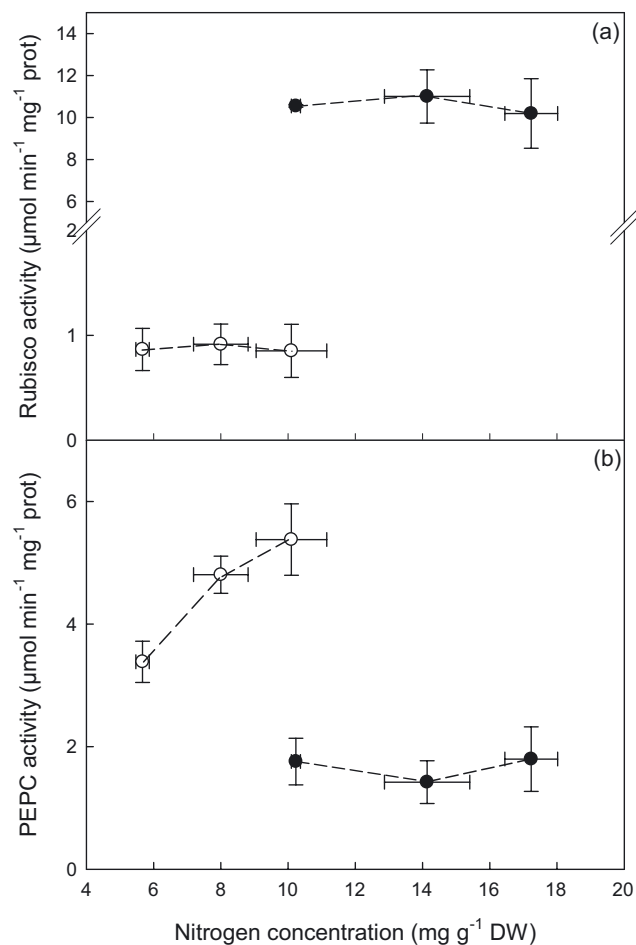 (a)
14
12
10
8
6
2
1
0
Rubisco activity (µmol min⁻¹ mg⁻¹ prot)
(b)
6
4
2
0
PEPC activity (µmol min⁻¹ mg⁻¹ prot)
4 6 8 10 12 14 16 18 20
Nitrogen concentration (mg g⁻¹ DW)